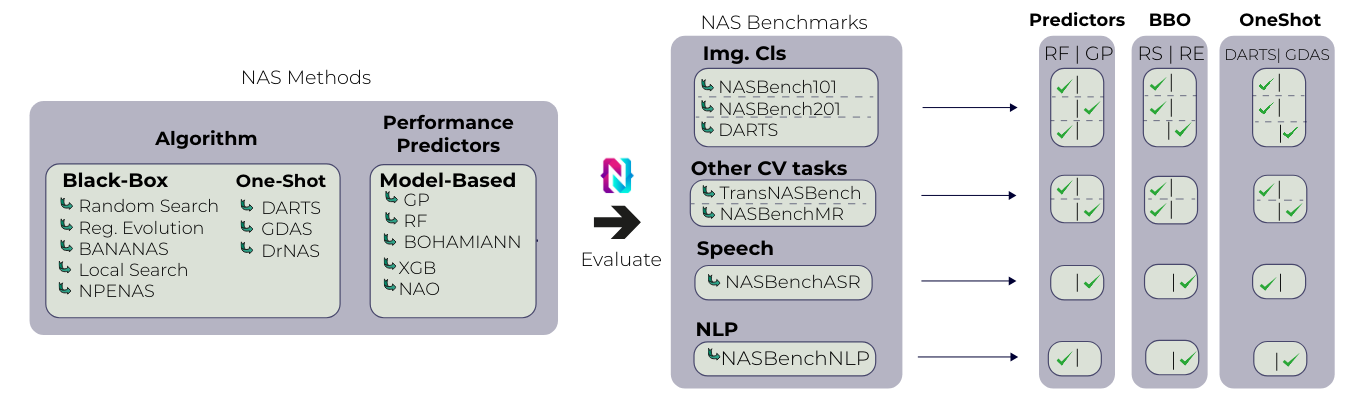 NAS Methods
Algorithm
Black-Box
Random Search
Reg. Evolution
BANANAS
Local Search
NPENAS
One-Shot
DARTS
GDAS
DrNAS
Performance
Predictors
Model-Based
GP
RF
BOHAMIANN
XGB
NAO
N
Evaluate
NAS Benchmarks
Img. Cls
NASBench101
NASBench201
DARTS
Other CV tasks
TransNASBench
NASBenchMR
Speech
NASBenchASR
NLP
NASBenchNLP
Predictors
RF | GP
BBO
RS | RE
OneShot
DARTS| GDAS